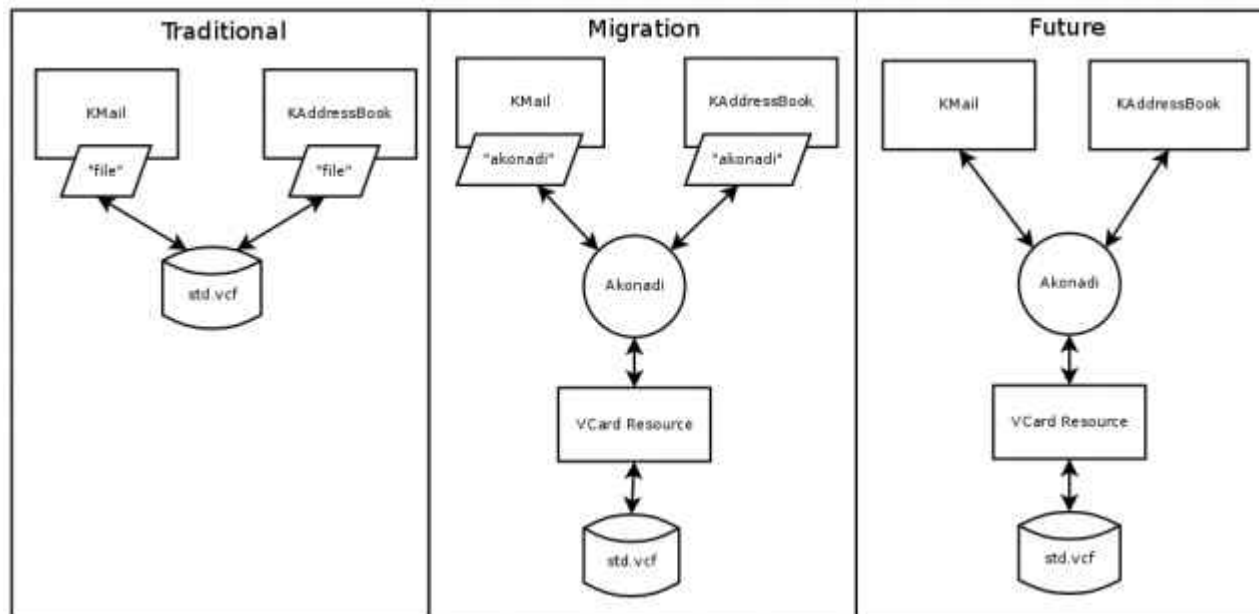 Traditional
KMail
KAddressBook
"file"
"file"
std.vcf
Migration
KMail
KAddressBook
"akonadi"
"akonadi"
Akonadi
VCard Resource
std.vcf
Future
KMail
KAddressBook
Akonadi
VCard Resource
std.vcf